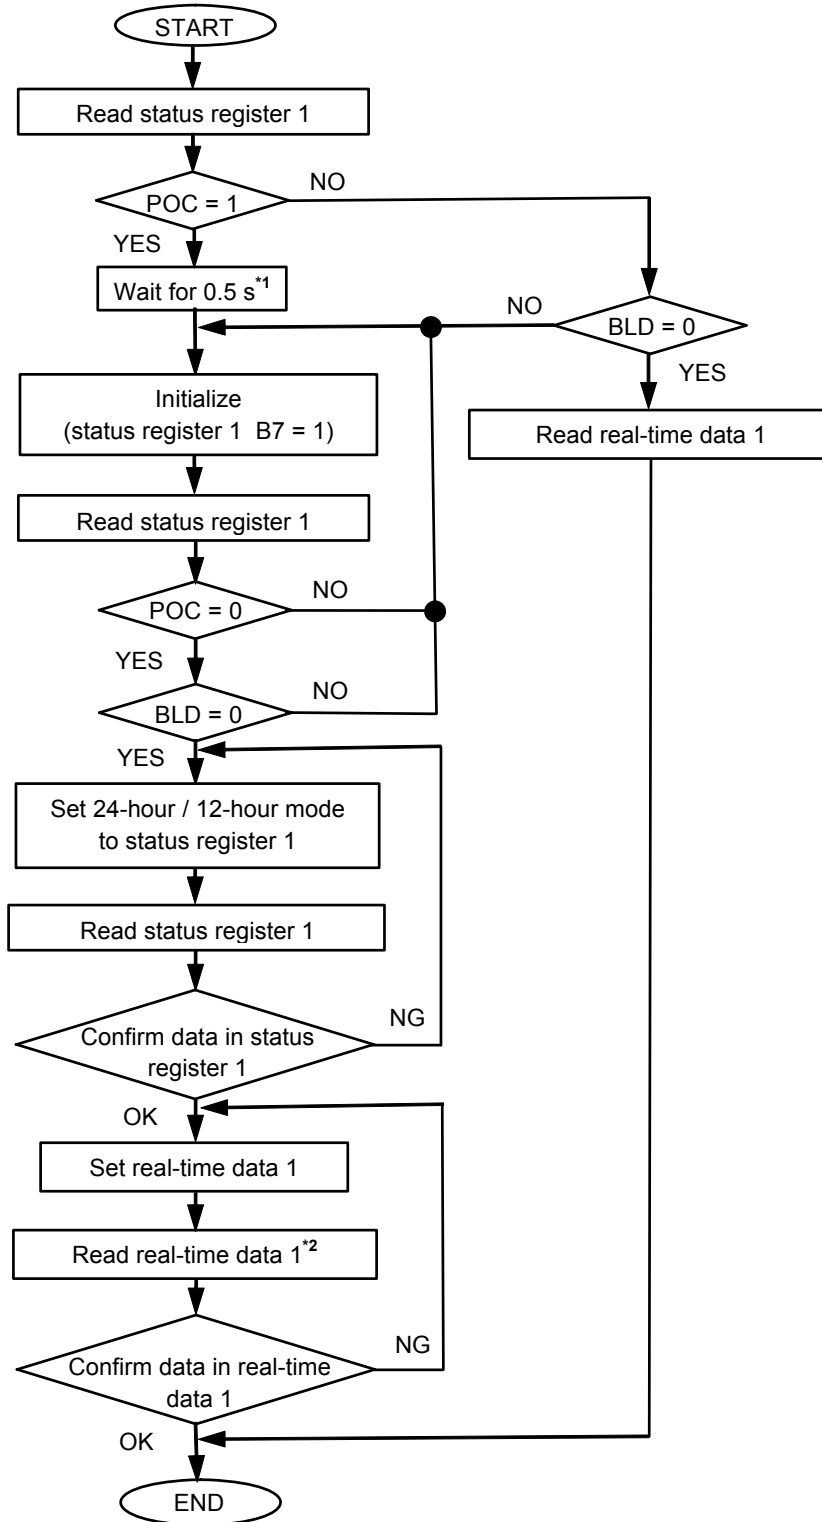 START
Read status register 1
POC = 1
NO
YES
Wait for 0.5 s*1
NO
BLD = 0
YES
Initialize
(status register 1  B7 = 1)
Read real-time data 1
Read status register 1
POC = 0
NO
YES
BLD = 0
NO
YES
Set 24-hour / 12-hour mode
to status register 1
Read status register 1
Confirm data in status
register 1
NG
OK
Set real-time data 1
Read real-time data 1*2
Confirm data in real-time
data 1
NG
OK
END